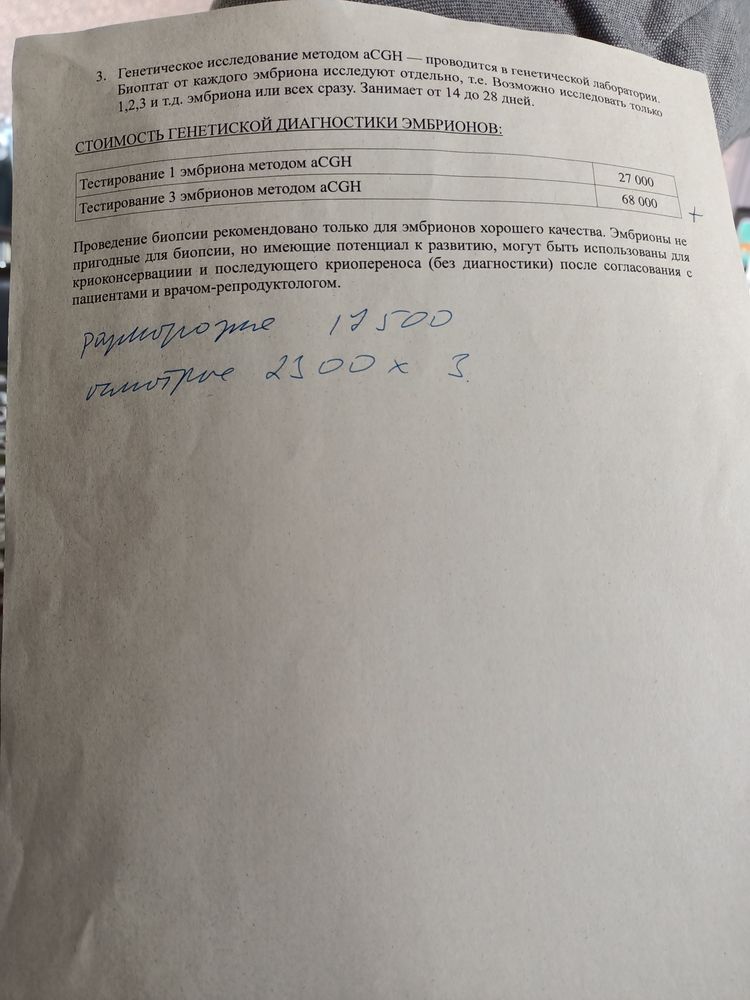 3. Генетическое исследование методом aCGH — проводится в генетической лаборатории.
Биоптат от каждого эмбриона исследуют отдельно, т.е. Возможно исследовать только
1,2,3 и т.д. эмбриона или всех сразу. Занимает от 14 до 28 дней.
СТОИМОСТЬ ГЕНЕТИСКОЙ ДИАГНОСТИКИ ЭМБРИОНОВ:
Тестирование 1 эмбриона методом aCGH 27 000
Тестирование 3 эмбрионов методом aCGH 68 000 +
Проведение биопсии рекомендовано только для эмбрионов хорошего качества. Эмбрионы не
пригодные для биопсии, но имеющие потенциал к развитию, могут быть использованы для
криоконсервациии и последующего криопереноса (без диагностики) после согласования с
пациентами и врачом-репродуктологом.
17500
2300 х 3